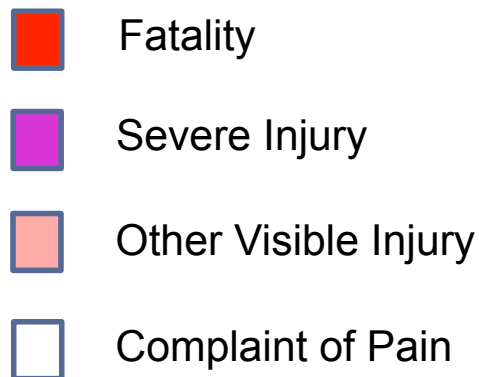 Fatality
Severe Injury
Other Visible Injury
Complaint of Pain